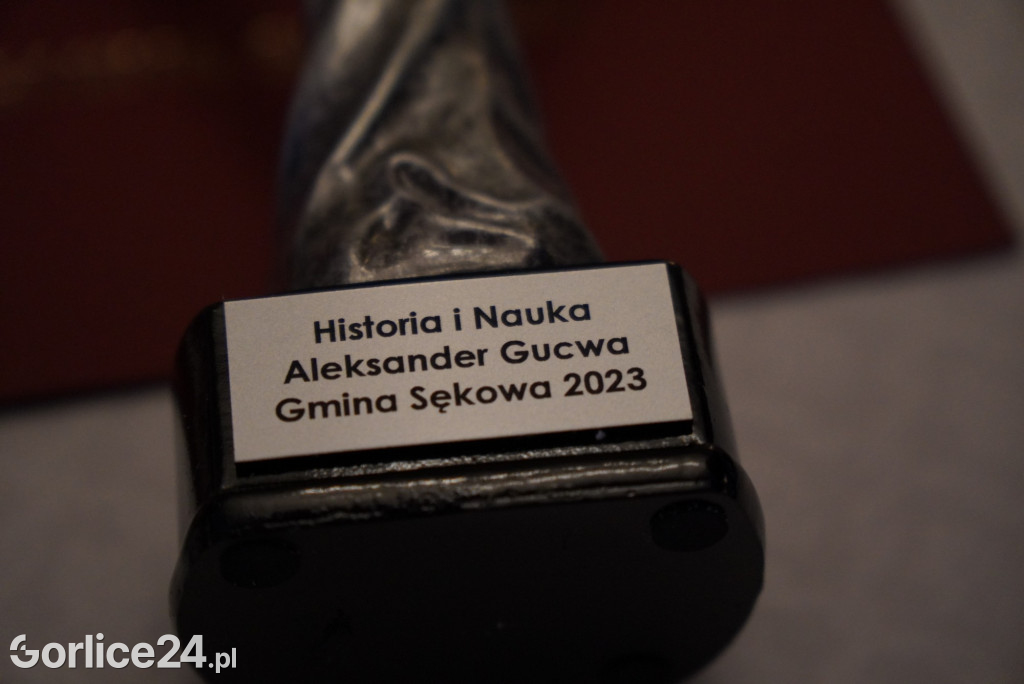 Historia i Nauka
Aleksander Gucwa
Gmina Sękowa 2023
Gorlice24.pl